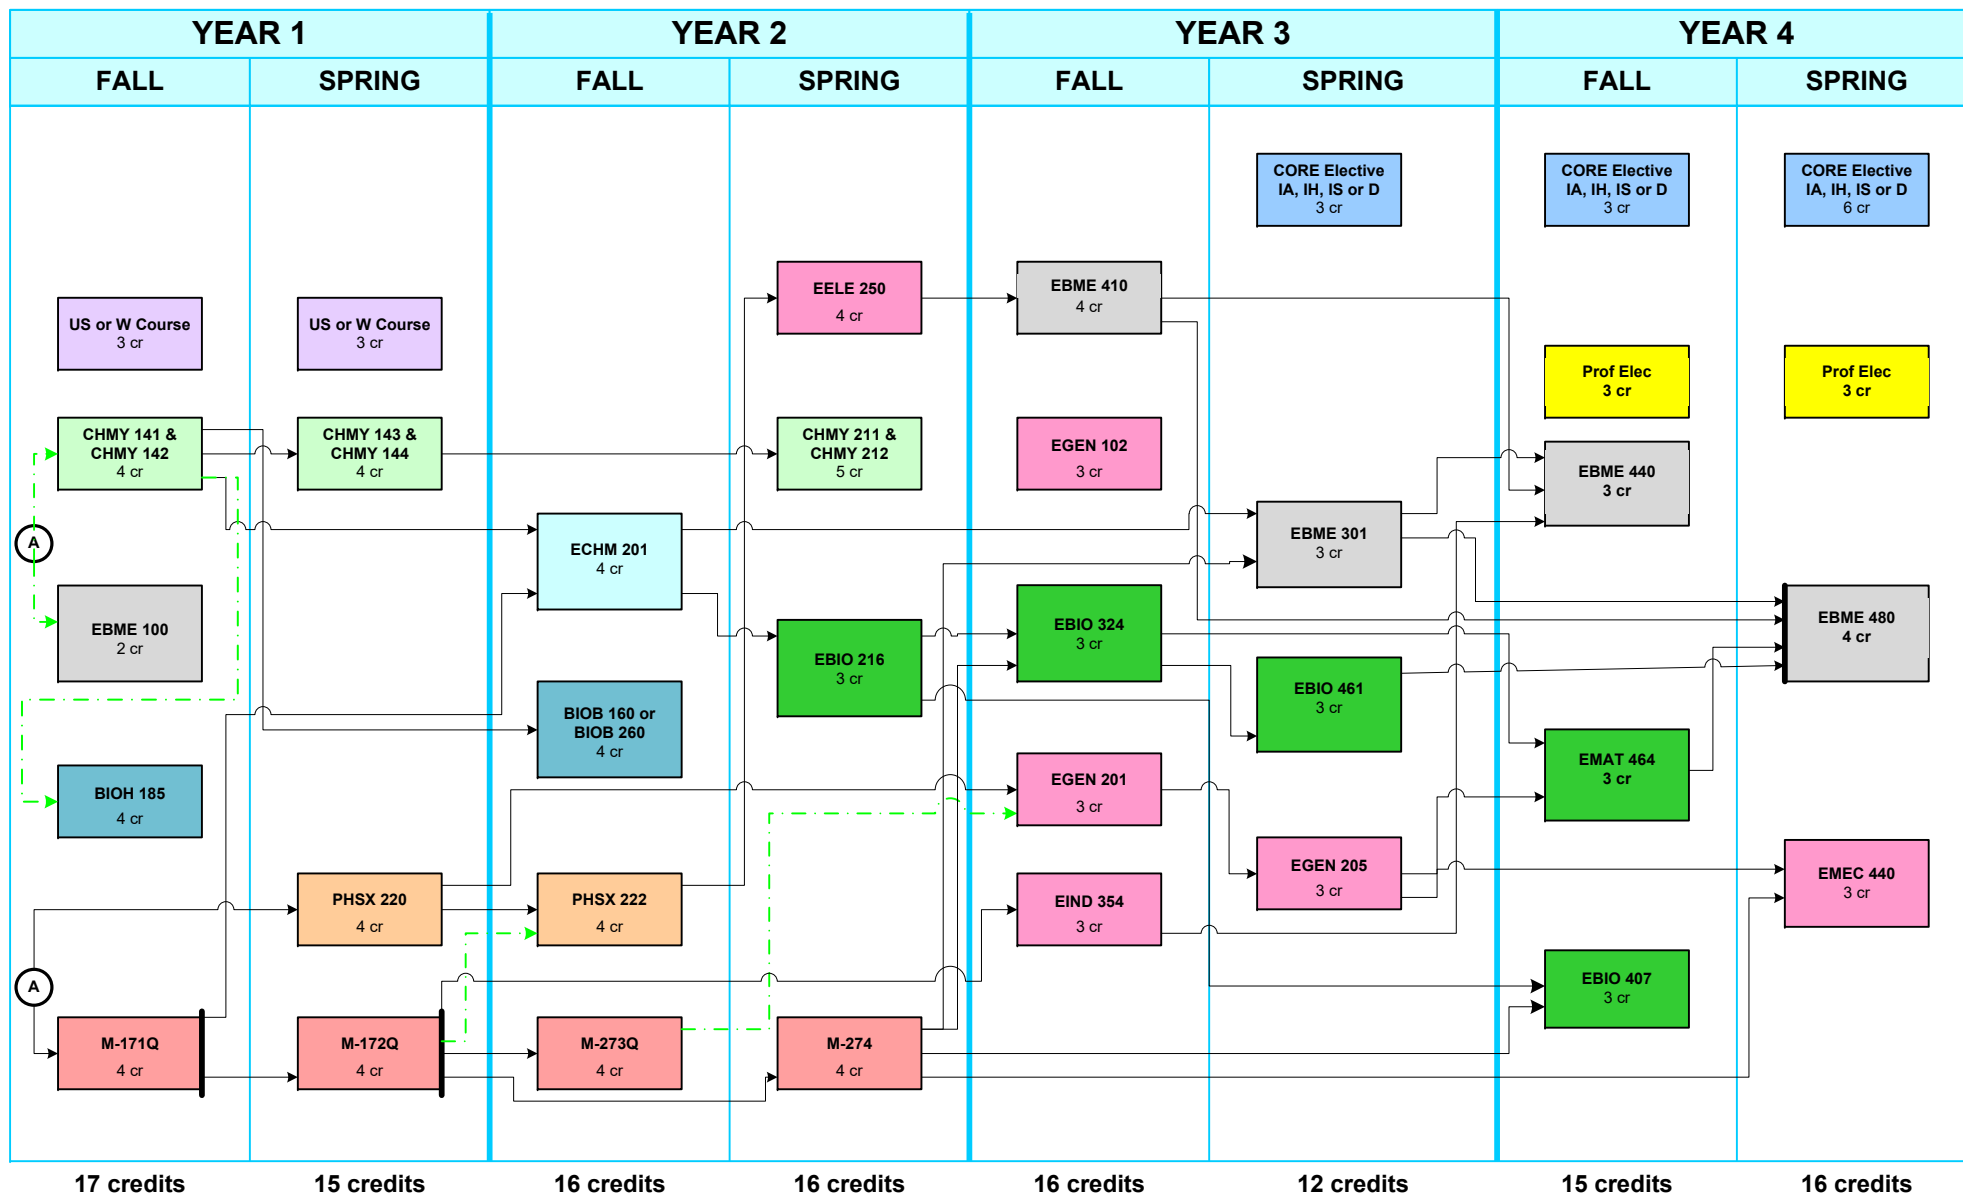 YEAR 1
YEAR 2
YEAR 3
YEAR 4
FALL
SPRING
FALL
SPRING
FALL
SPRING
FALL
SPRING
US or W Course
3 cr
CHMY 141 &
CHMY 142
4 cr
A
EBME 100
2 cr
BIOH 185
4 cr
A
M-171Q
4 cr
US or W Course
3 cr
CHMY 143 &
CHMY 144
4 cr
PHSX 220
4 cr
M-172Q
4 cr
ECHM 201
4 cr
BIOB 160 or
BIOB 260
4 cr
PHSX 222
4 cr
M-273Q
4 cr
EELE 250
4 cr
CHMY 211 &
CHMY 212
5 cr
EBIO 216
3 cr
M-274
4 cr
EBME 410
4 cr
EGEN 102
3 cr
EBIO 324
3 cr
EGEN 201
3 cr
EIND 354
3 cr
CORE Elective
IA, IH, IS or D
3 cr
EBME 301
3 cr
EBIO 461
3 cr
EGEN 205
3 cr
CORE Elective
IA, IH, IS or D
3 cr
Prof Elec
3 cr
EBME 440
3 cr
EMAT 464
3 cr
EBIO 407
3 cr
CORE Elective
IA, IH, IS or D
6 cr
Prof Elec
3 cr
EBME 480
4 cr
EMEC 440
3 cr
17 credits
15 credits
16 credits
16 credits
16 credits
12 credits
15 credits
16 credits